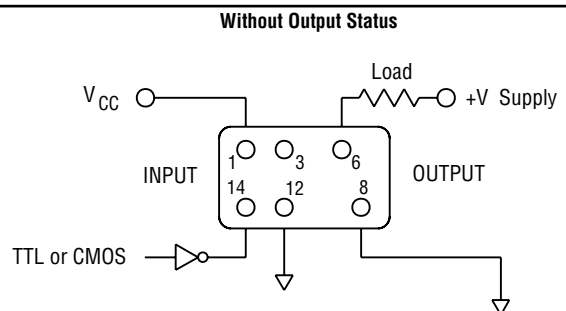 Without Output Status
Load
V CC
+V Supply
1
3
6
INPUT
OUTPUT
14
12
8
TTL or CMOS